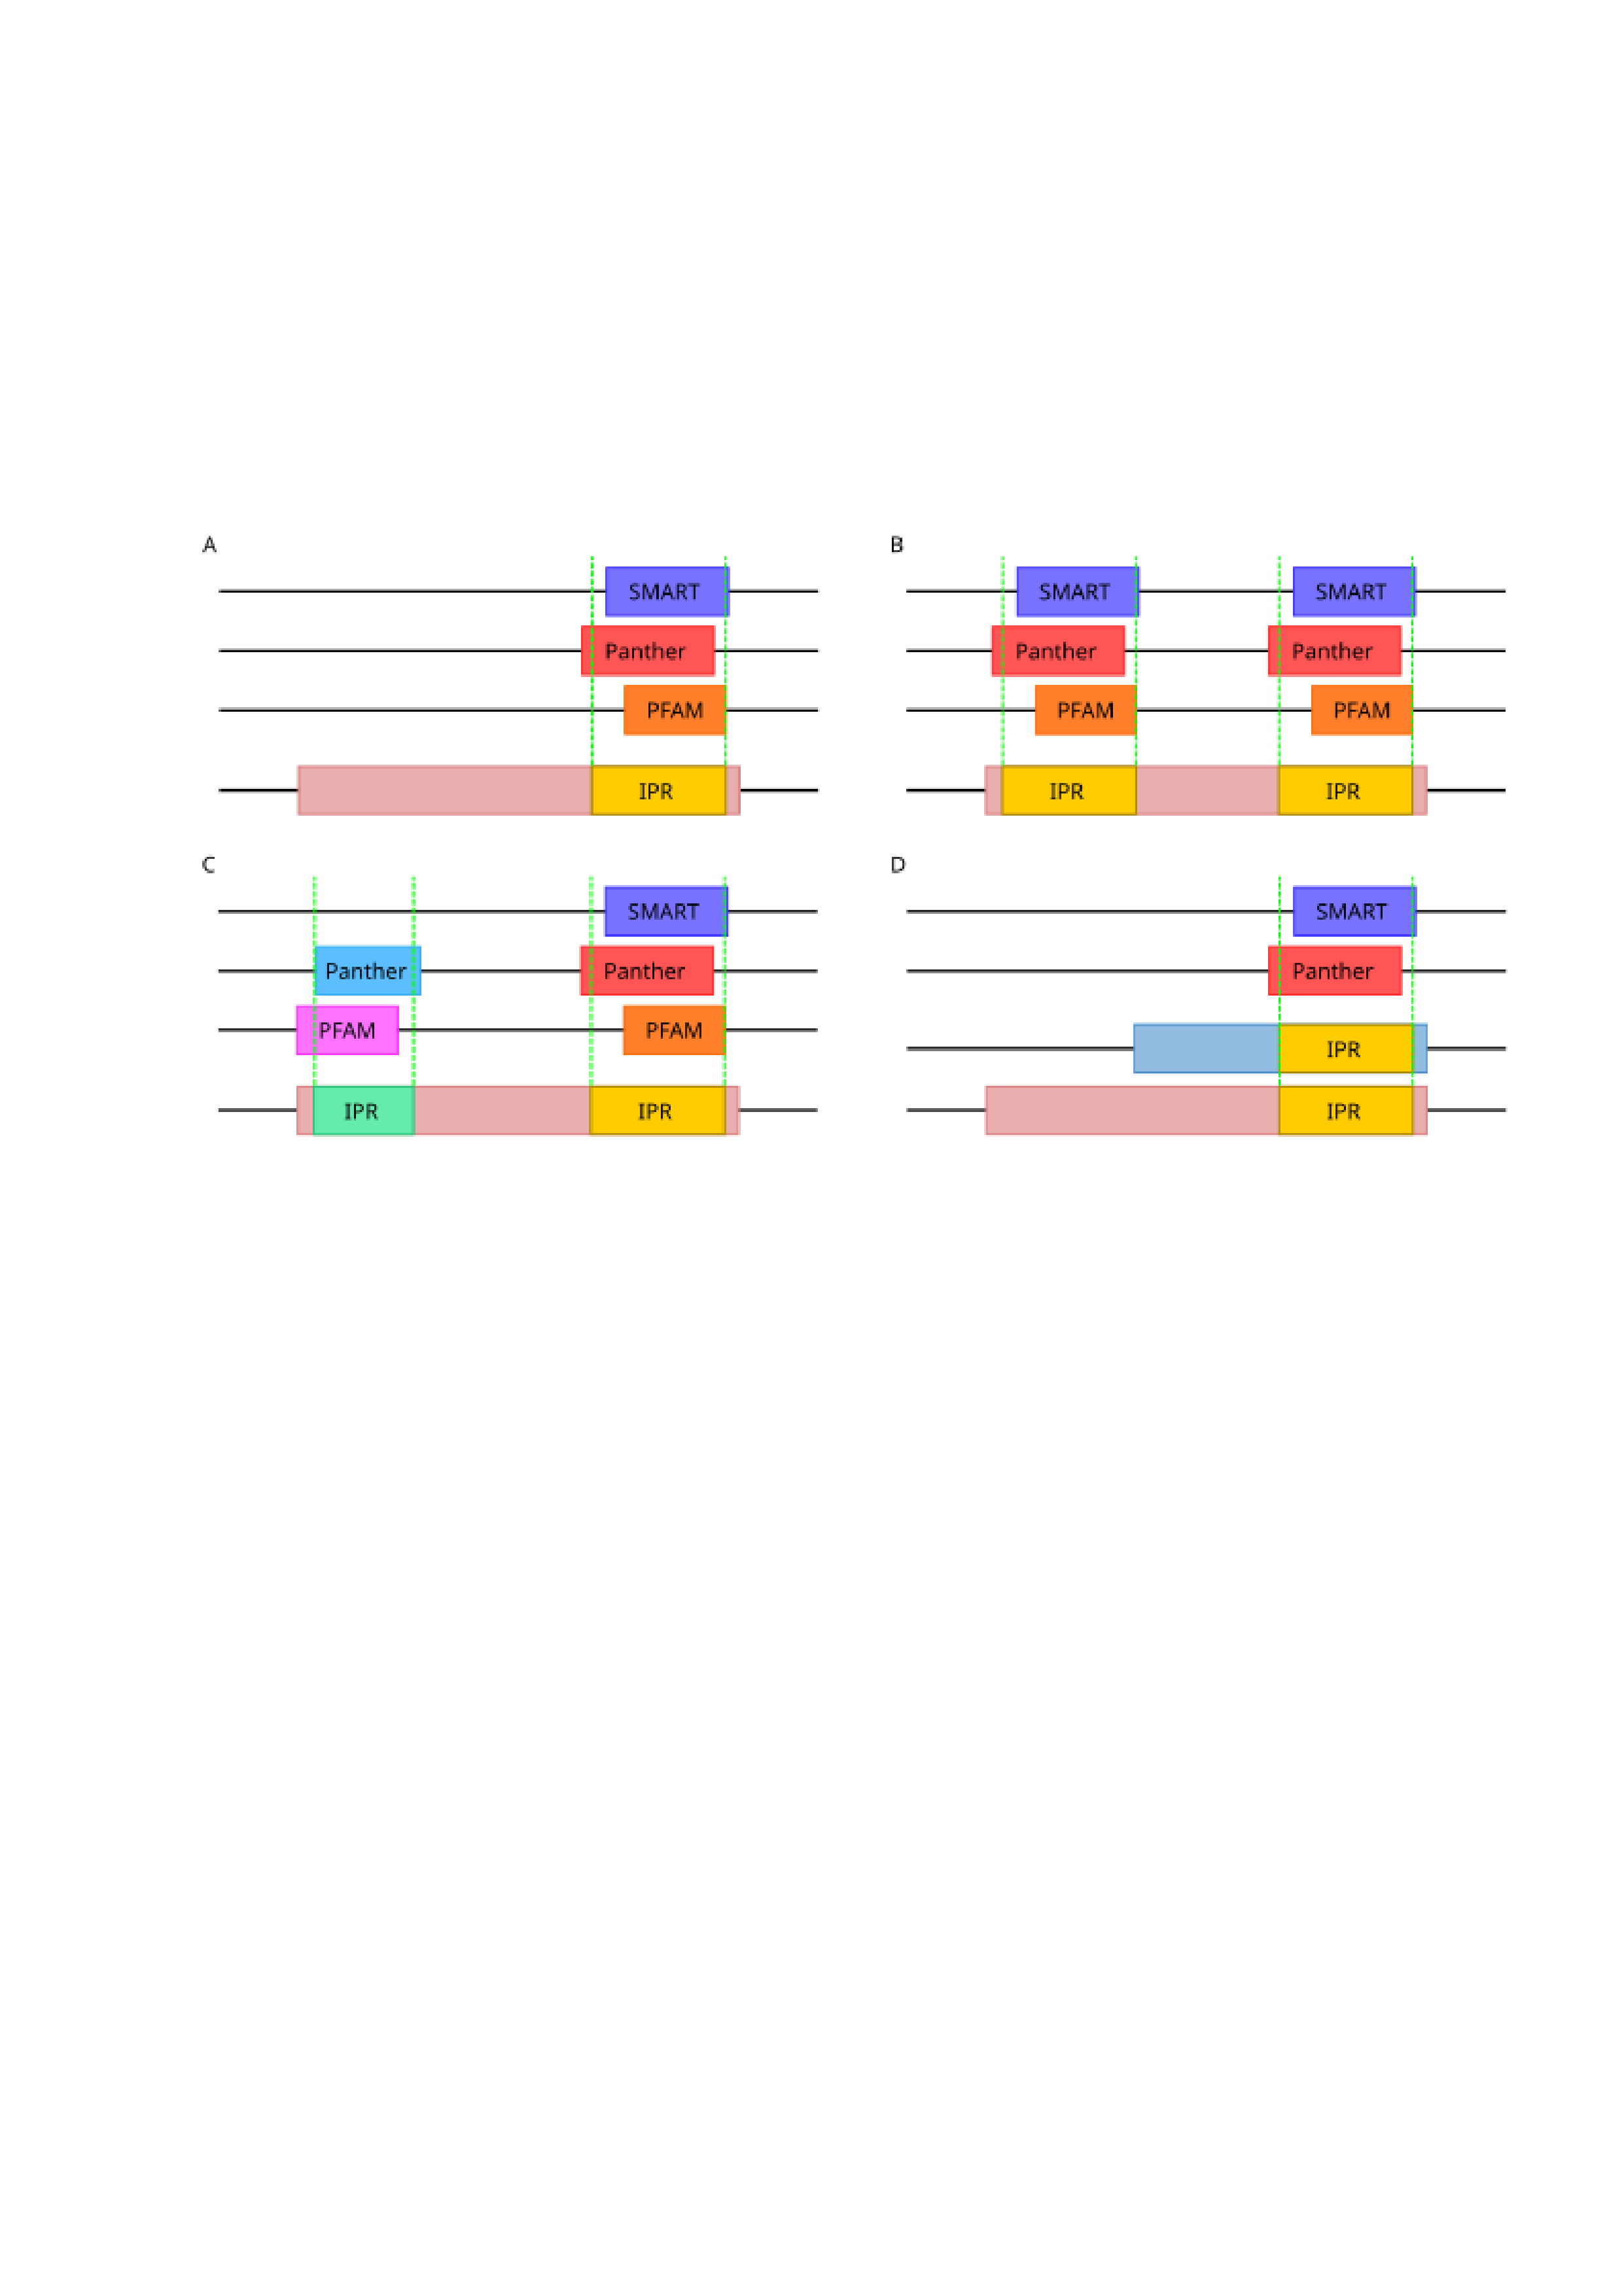 A
SMART
Panther
PFAM
IPR
B
SMART SMART
Panther Panther
PFAM PFAM
IPR IPR
C
SMART
Panther Panther
PFAM PFAM
IPR IPR
D
SMART
Panther
IPR
IPR